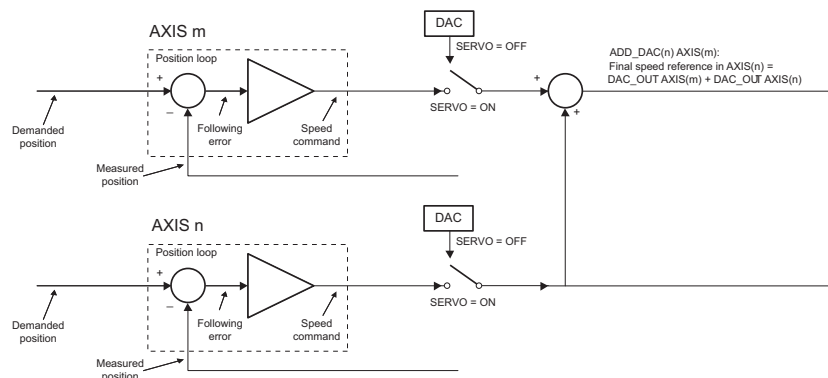 AXIS m
DAC
SERVO = OFF
Position loop
ADD_DAC(n) AXIS(m):
Final speed reference in AXIS(n) =
DAC_OUT AXIS(m) + DAC_OUT AXIS(n)
+
+
SERVO = ON
–
+
Demanded
position
Following
error
Speed
command
Measured
position
AXIS n
DAC
SERVO = OFF
Position loop
+
SERVO = ON
–
Demanded
position
Following
error
Speed
command
Measured
position